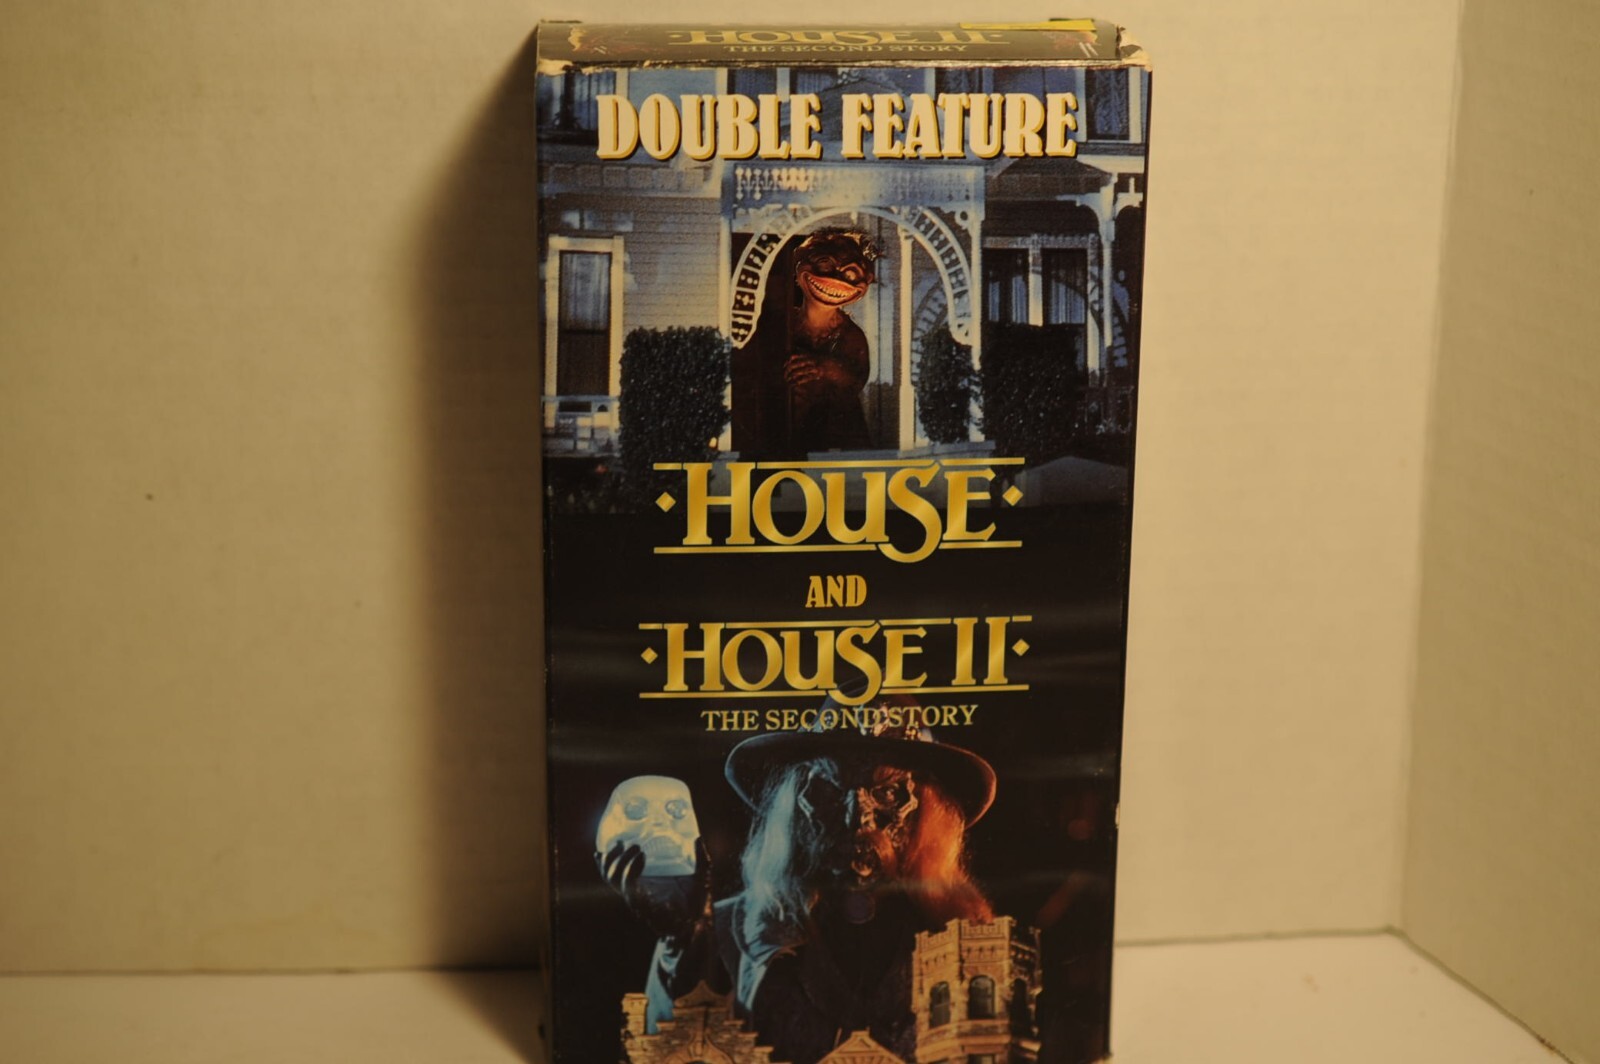 ·HOUSE II·
THE SECOND STORY
DOUBLE FEATURE
·HOUSE·
AND
·HOUSE II·
THE SECOND STORY